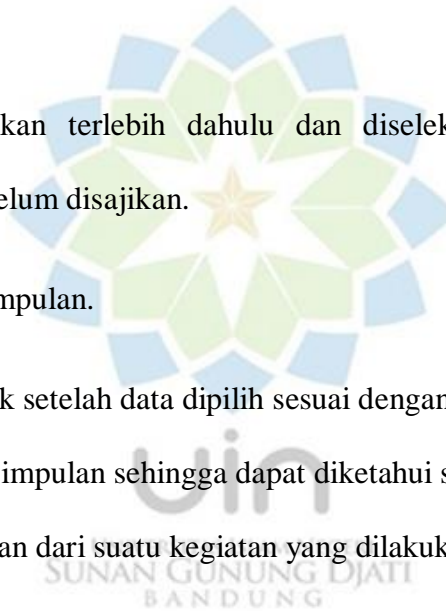 kan terlebih dahulu dan diselek
elum disajikan.
mpulan.
k setelah data dipilih sesuai dengan
impulan sehingga dapat diketahui s
uin
an dari suatu kegiatan yang dilakuk
SUNAN GUNUNG DJATI
BANDUNG